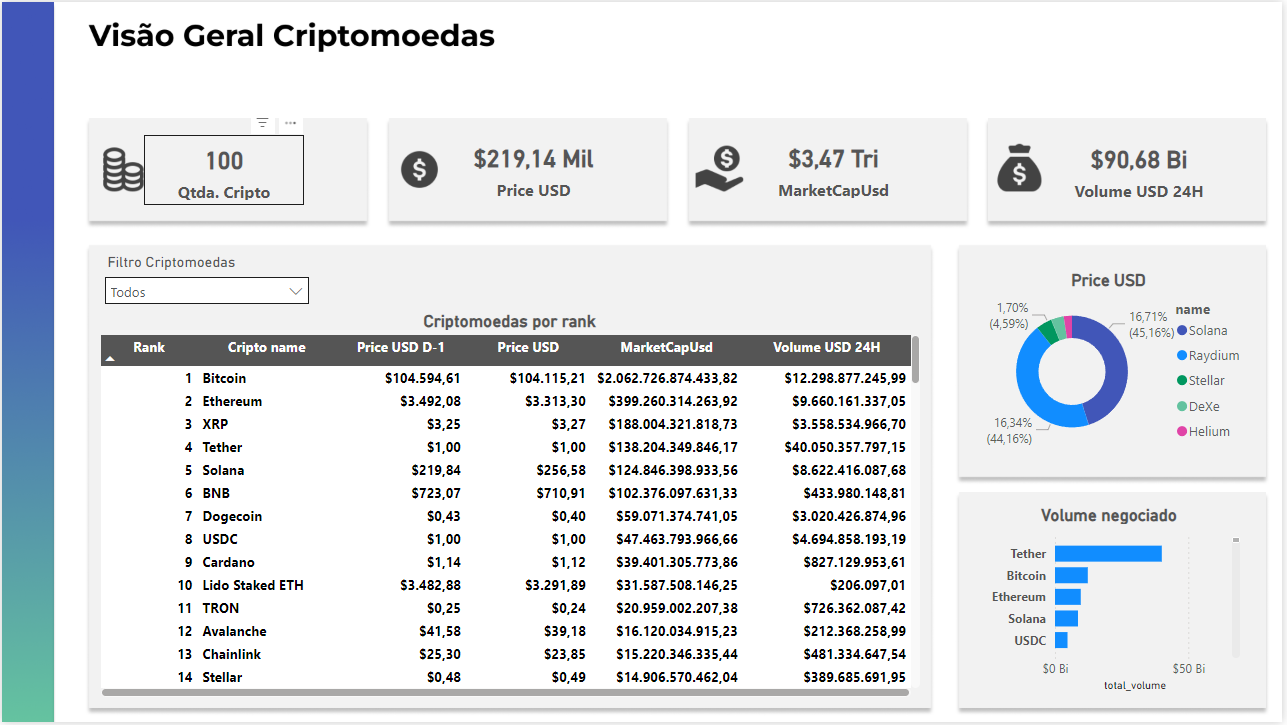 Visão Geral Criptomoedas
100
Qtda. Cripto
$219,14 Mil
Price USD
$3,47 Tri
MarketCapUsd
$90,68 Bi
Volume USD 24H
Filtro Criptomoedas
Todos
Criptomoedas por rank
Rank Cripto name Price USD D-1 Price USD MarketCapUsd Volume USD 24H
1 Bitcoin $104.594,61 $104.115,21 $2.062.726.874.433,82 $12.298.877.245,99
2 Ethereum $3.492,08 $3.313,30 $399.260.314.263,92 $9.660.161.337,05
3 XRP $3,25 $3,27 $188.004.321.818,73 $3.558.534.966,70
4 Tether $1,00 $1,00 $138.204.349.846,17 $40.050.357.797,15
5 Solana $219,84 $256,58 $124.846.398.933,56 $8.622.416.087,68
6 BNB $723,07 $710,91 $102.376.097.631,33 $433.980.148,81
7 Dogecoin $0,43 $0,40 $59.071.374.741,05 $3.020.426.874,96
8 USDC $1,00 $1,00 $47.463.793.966,66 $4.694.858.193,19
9 Cardano $1,14 $1,12 $39.401.305.773,86 $827.129.953,61
10 Lido Staked ETH $3.482,88 $3.291,89 $31.587.508.146,25 $206.097,01
11 TRON $0,25 $0,24 $20.959.002.207,38 $726.362.087,42
12 Avalanche $41,58 $39,18 $16.120.034.915,23 $212.368.258,99
13 Chainlink $25,30 $23,85 $15.220.346.335,44 $481.334.647,54
14 Stellar $0,48 $0,49 $14.906.570.462,04 $389.685.691,95
Price USD
1,70%
(4,59%)
16,71%
(45,16%)
16,34%
(44,16%)
name
Solana
Raydium
Stellar
DeXe
Helium
Volume negociado
Tether
Bitcoin
Ethereum
Solana
USDC
$0 Bi $50 Bi
total_volume